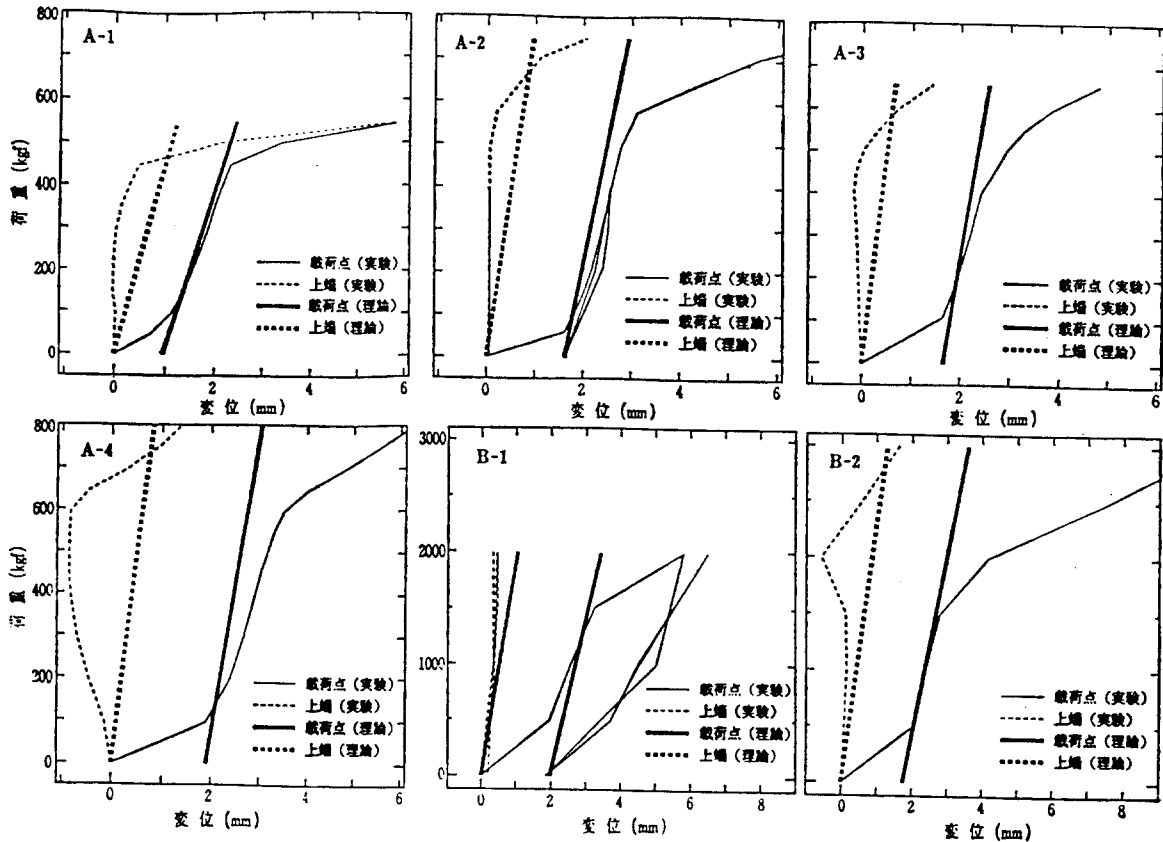 A-1
800
600
400
200
0
荷重 (kgf)
載荷点 (実験)
上端 (実験)
載荷点 (理論)
上端 (理論)
0 2 4 6
変位 (mm)
A-2
載荷点 (実験)
上端 (実験)
載荷点 (理論)
上端 (理論)
0 2 4 6
変位 (mm)
A-3
載荷点 (実験)
上端 (実験)
載荷点 (理論)
上端 (理論)
0 2 4 6
変位 (mm)
A-4
800
600
400
200
0
荷重 (kgf)
載荷点 (実験)
上端 (実験)
載荷点 (理論)
上端 (理論)
0 2 4 6
変位 (mm)
B-1
3000
2000
1000
0
載荷点 (実験)
上端 (実験)
載荷点 (理論)
上端 (理論)
0 2 4 6 8
変位 (mm)
B-2
載荷点 (実験)
上端 (実験)
載荷点 (理論)
上端 (理論)
0 2 4 6 8
変位 (mm)